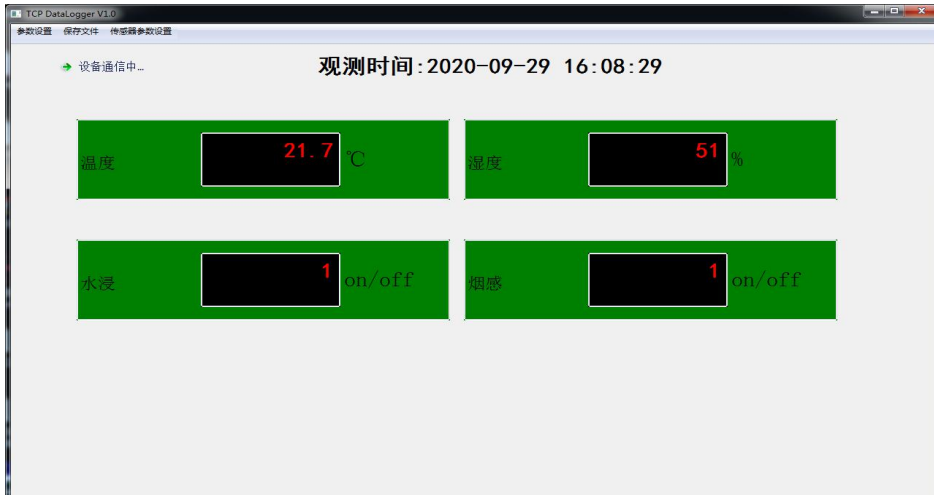 TCP DataLogger V1.0
参数设置 保存文件 传感器参数设置
设备通信中...
观测时间:2020-09-29 16:08:29
温度 21.7 ℃ 湿度 51 %
水浸 1 on/off 烟感 1 on/off